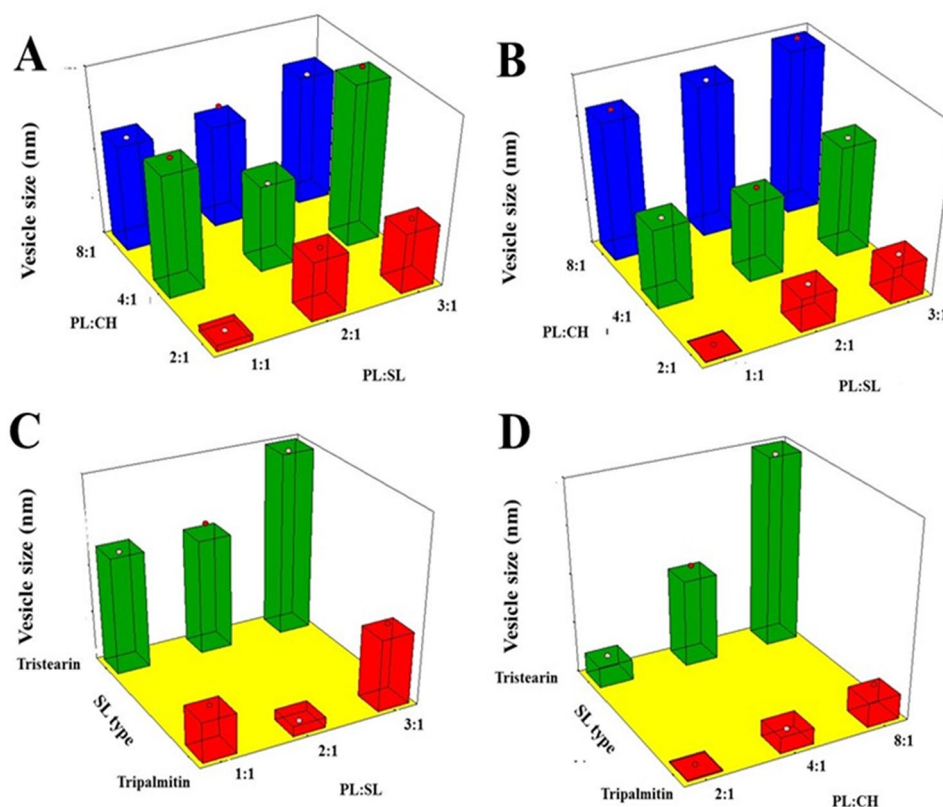 A
Vesicle size (nm)
8:1
4:1
2:1
PL:CH
1:1
2:1
3:1
PL:SL
B
Vesicle size (nm)
8:1
4:1
2:1
PL:CH
1:1
2:1
3:1
PL:SL
C
Vesicle size (nm)
Tristearin
SL type
Tripalmitin
1:1
2:1
3:1
PL:SL
D
Vesicle size (nm)
Tristearin
SL type
Tripalmitin
2:1
4:1
8:1
PL:CH